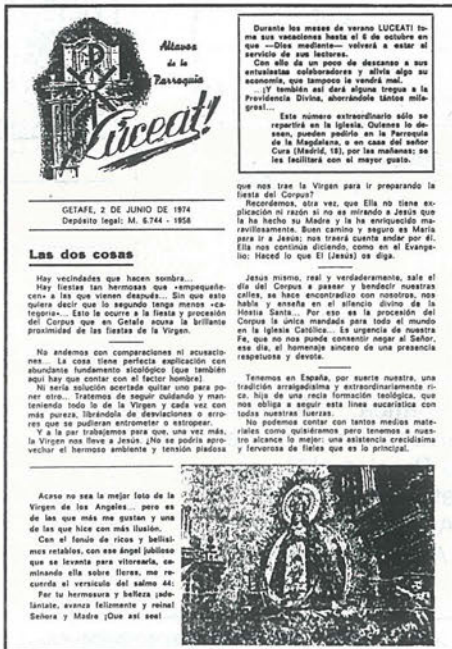 Altavoz
de la
Parroquia
Luceat!
GETAFE, 2 DE JUNIO DE 1974
Depósito legal: M. 6.744 - 1958
Durante los meses de verano LUCEAT! to-
ma sus vacaciones hasta el 6 de octubre en
que —Dios mediante— volverá a estar al
servicio de sus lectores.
Con ello da un poco de descanso a sus
entusiastas colaboradores y alivia algo su
economía, que tampoco la vendrá mal.
...¡Y también así dará alguna tregua a la
Providencia Divina, ahorrándole tántos mila-
gros!...
Este número extraordinario sólo se
repartirá en la Iglesia. Quienes lo de-
seen, pueden pedirlo en la Parroquia
de la Magdalena, o en casa del señor
Cura (Madrid, 18), por las mañanas; se
les facilitará con el mayor gusto.
Las dos cosas
Hay vecindades que hacen sombra...
Hay fiestas tan hermosas que «empequeñe-
cen» a las que vienen después... Sin que esto
quiera decir que lo segundo tenga menos «ca-
tegoría»... Esto le ocurre a la fiesta y procesión
del Corpus que en Getafe acusa la brillante
proximidad de las fiestas de la Virgen.
No andemos con comparaciones ni acusacio-
nes... La cosa tiene perfecta explicación con
abundante fundamento sicológico (que también
aquí hay que contar con el factor hombre)
Ni sería solución acertada quitar uno para po-
ner otro... Tratemos de seguir cuidando y man-
teniendo todo lo de la Virgen y cada vez con
más pureza, librándola de desviaciones o erro-
res que se pudieran entrometer o estropear.
Y a la par trabajemos para que, una vez más,
la Virgen nos lleve a Jesús. ¿No se podría apro-
vechar el hermoso ambiente y tensión piadosa
que nos trae la Virgen para ir preparando la
fiesta del Corpus?
Recordemos, otra vez, que Ella no tiene ex-
plicación ni razón si no es mirando a Jesús que
la ha hecho su Madre y la ha enriquecido ma-
ravillosamente. Buen camino y seguro es María
para ir a Jesús; nos traerá cuenta andar por él.
Ella nos continúa diciendo, como en el Evange-
lio: Haced lo que El (Jesús) os diga.
Jesús mismo, real y verdaderamente, sale el
día del Corpus a pasear y bendecir nuestras
calles, se hace encontradizo con nosotros, nos
habla y enseña en el silencio divino de la
Hostia Santa... Por eso es la procesión del
Corpus la única mandada para todo el mundo
en la Iglesia Católica... Es urgencia de nuestra
Fe, que no nos puede consentir negar al Señor,
ese día, el homenaje sincero de una presencia
respetuosa y devota.
Tenemos en España, por suerte nuestra, una
tradición arraigadísima y extraordinariamente ri-
ca, hija de una recia formación teológica, que
nos obliga a seguir esta línea eucarística con
todas nuestras fuerzas.
No podemos contar con tantos medios mate-
riales como quisiéramos pero tenemos a nues-
tro alcance lo mejor: una asistencia crecidísima
y fervorosa de fieles que es lo principal.
Acaso no sea la mejor foto de la
Virgen de los Angeles... pero es
de las que más me gustan y una
de las que hice con más ilusión.
Con el fondo de ricos y bellísi-
mos retablos, con ese ángel jubiloso
que se levanta para vitorearla, ca-
minando ella sobre flores, me re-
cuerda el versículo del salmo 44:
Por tu hermosura y belleza ¡ade-
lántate, avanza felizmente y reina!
Señora y Madre ¡Que así sea!